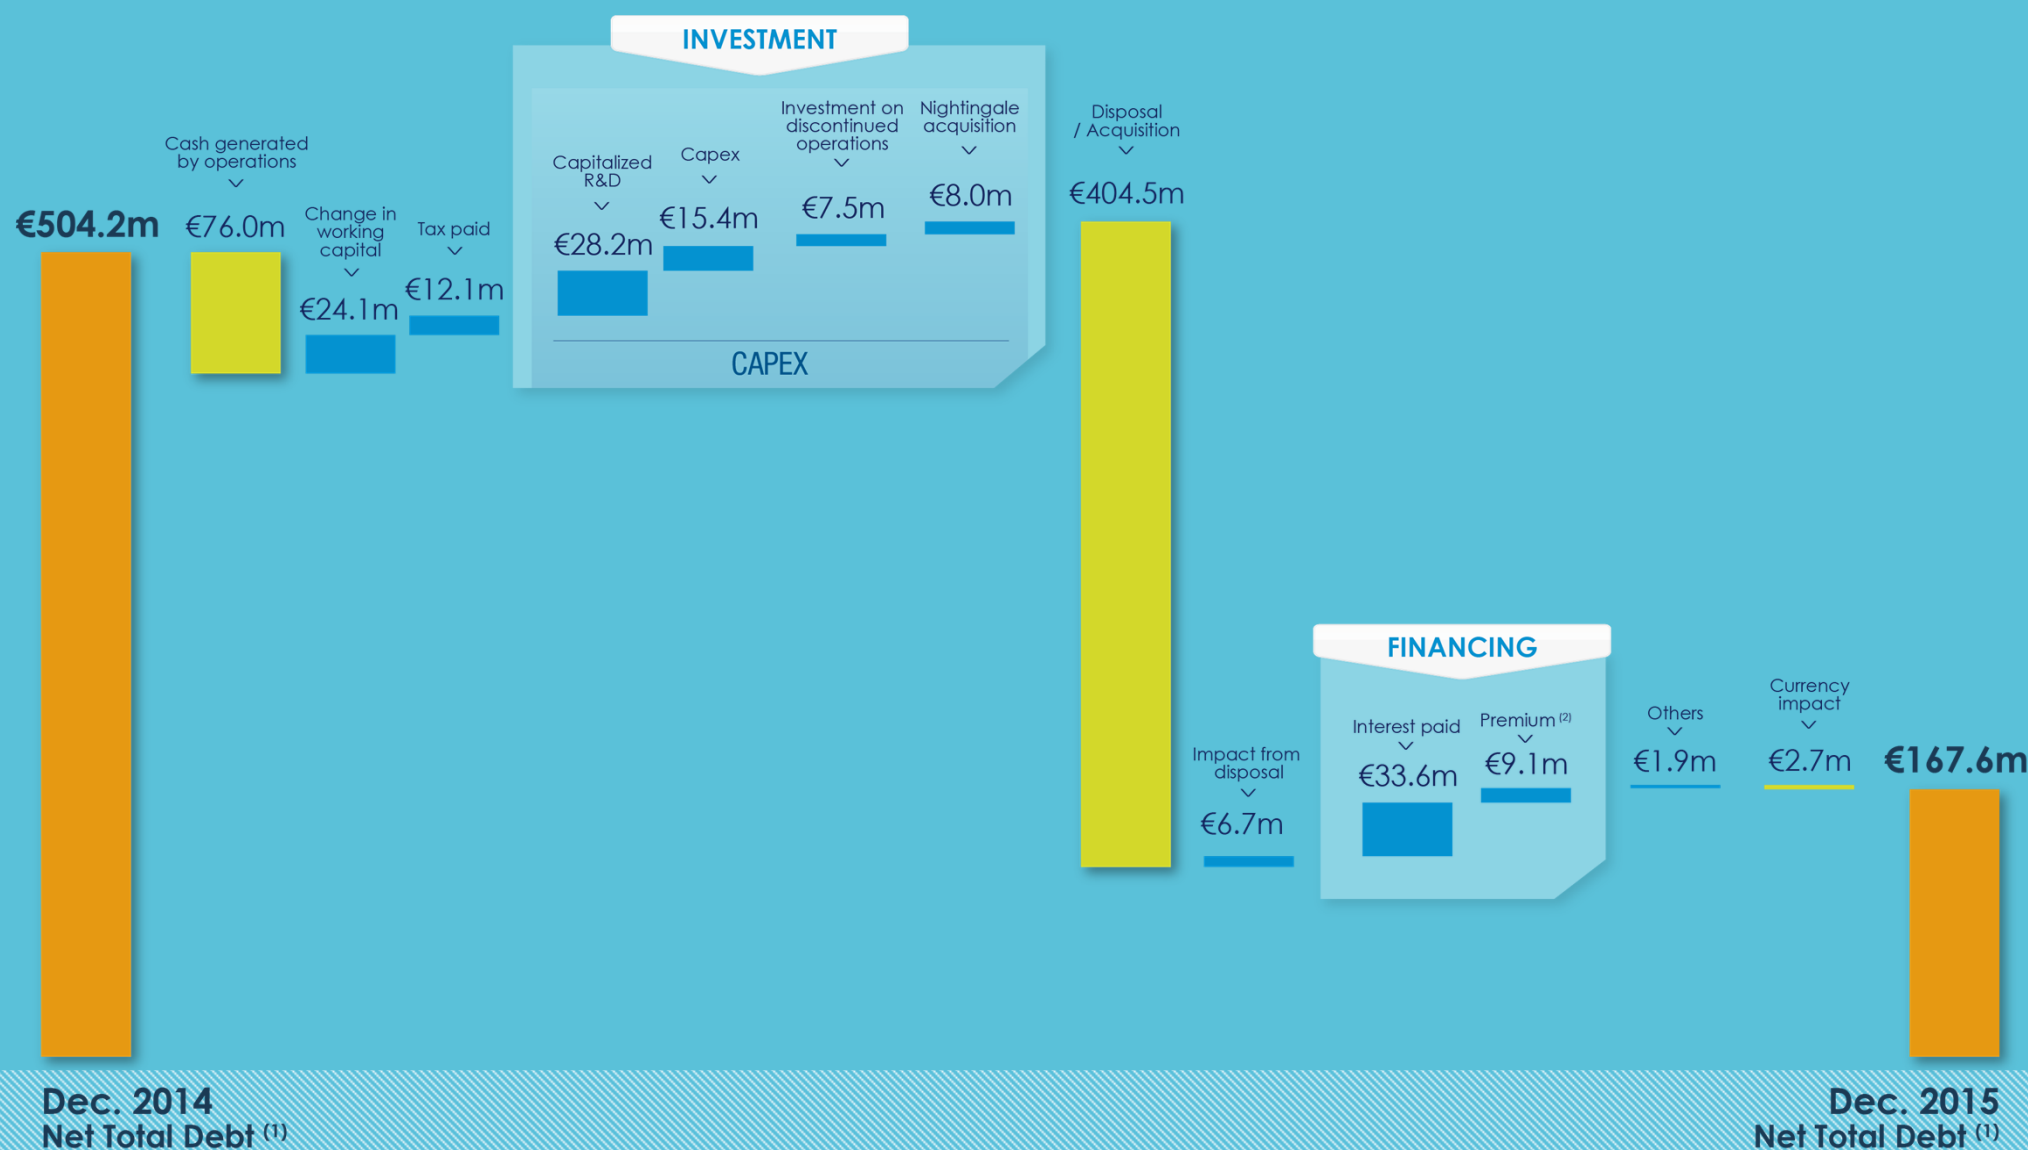 INVESTMENT
€504.2m
Cash generated
by operations
€76.0m
Change in
working
capital
€24.1m
Tax paid
€12.1m
Capitalized
R&D
€28.2m
Capex
€15.4m
Investment on
discontinued
operations
€7.5m
Nightingale
acquisition
€8.0m
CAPEX
Disposal
/ Acquisition
€404.5m
Impact from
disposal
€6.7m
FINANCING
Interest paid
€33.6m
Premium (2)
€9.1m
Others
€1.9m
Currency
impact
€2.7m
€167.6m
Dec. 2014
Net Total Debt (1)
Dec. 2015
Net Total Debt (1)